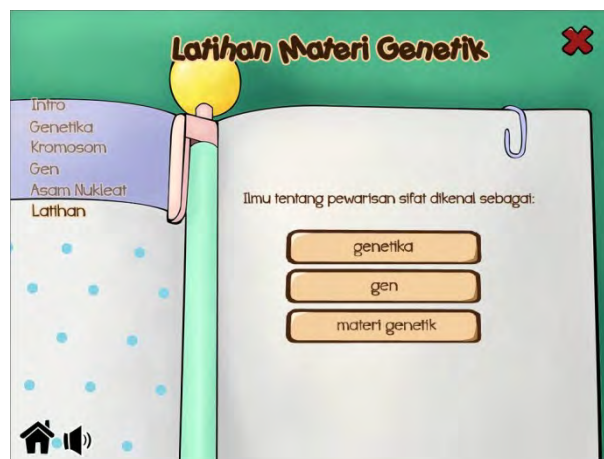 Latihan Materi Genetik
Intro
Genetika
Kromosom
Gen
Asam Nukleat
Latihan
Ilmu tentang pewarisan sifat dikenal sebagai:
genetika
gen
materi genetik